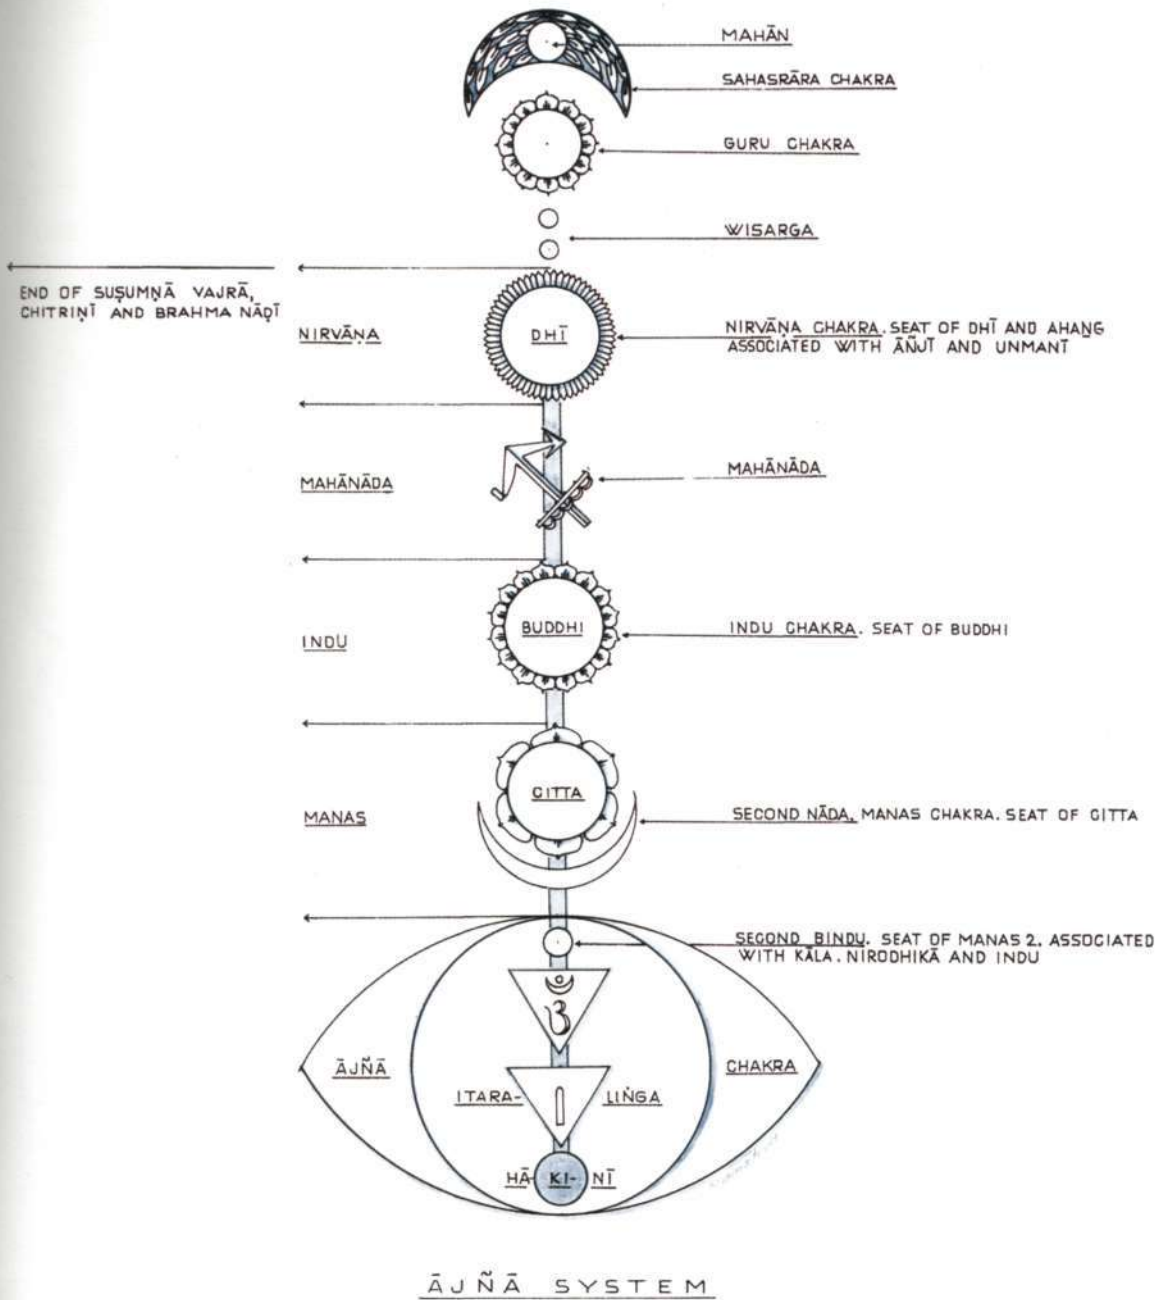 MAHĀN
SAHASRĀRA CHAKRA
GURU CHAKRA
WISARGA
END OF SUṢUMṆĀ VAJRĀ,
CHITRIṆĪ AND BRAHMA NĀḌĪ
NIRVĀṆA
DHĪ
NIRVĀṆA CHAKRA. SEAT OF DHĪ AND AHANG
ASSOCIATED WITH ĀÑJĪ AND UNMANĪ
MAHĀNĀDA
MAHĀNĀDA
INDU
BUDDHI
INDU CHAKRA. SEAT OF BUDDHI
MANAS
CITTA
SECOND NĀDA, MANAS CHAKRA. SEAT OF CITTA
SECOND BINDU. SEAT OF MANAS 2. ASSOCIATED
WITH KĀLA. NIRODHIKĀ AND INDU
ĀJÑĀ CHAKRA
ITARA- LIṄGA
HĀ- KI- NĪ
ĀJÑĀ SYSTEM